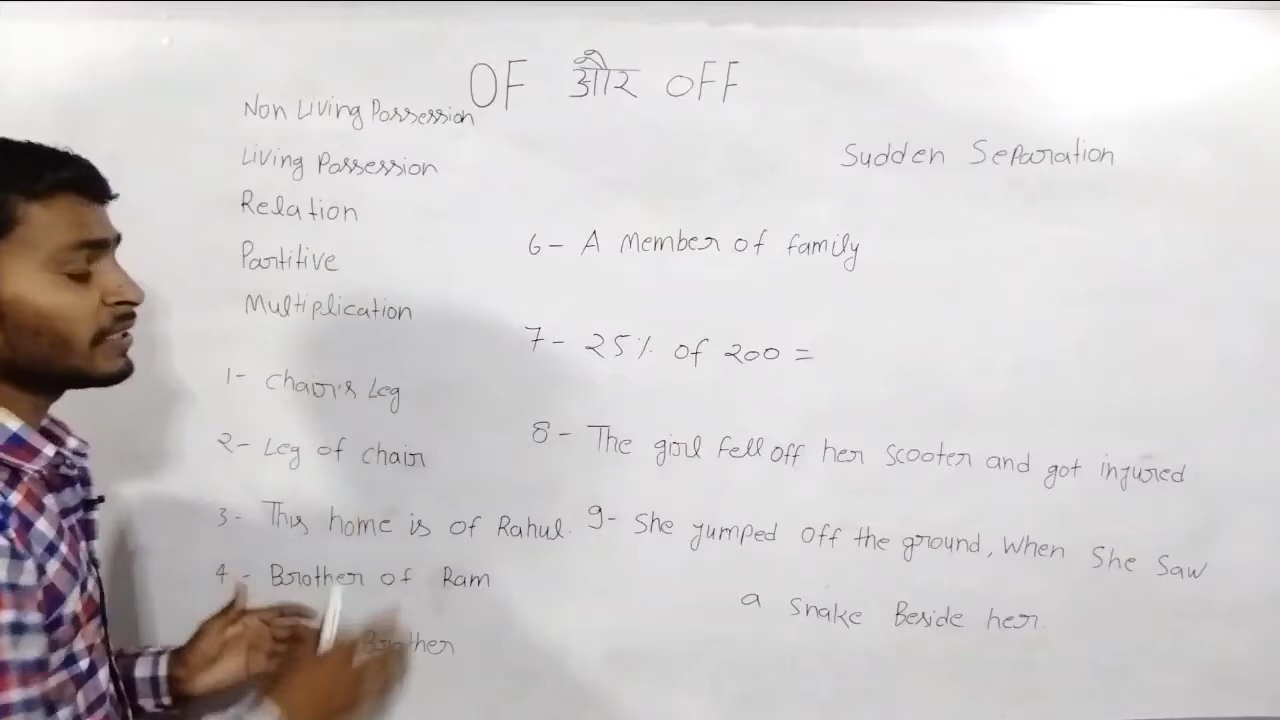 OF और OFF
Non Living Possession
Living Possession
Relation
Partitive
Multiplication
1- Chair's Leg
2- Leg of chair
3- This home is of Rahul.
4- Brother of Ram
Brother
Sudden Separation
6- A Member of family
7- 25% of 200 =
8- The girl fell off her scooter and got injured
9- She jumped off the ground, When She Saw
a snake Beside her.